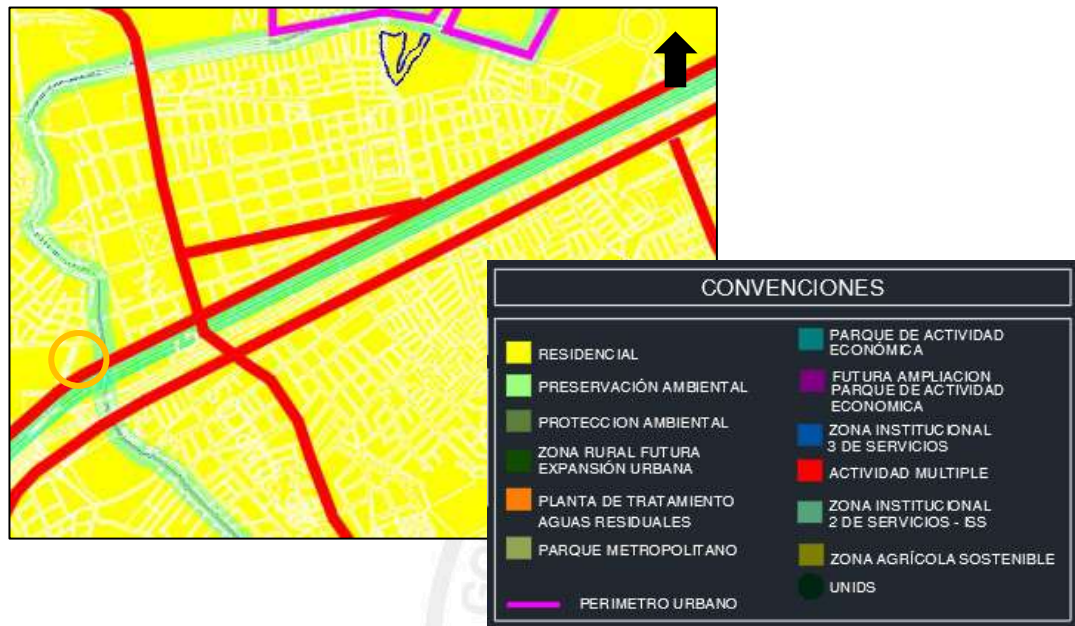 AV
CONVENCIONES
RESIDENCIAL
PRESERVACIÓN AMBIENTAL
PROTECCION AMBIENTAL
ZONA RURAL FUTURA
EXPANSIÓN URBANA
PLANTA DE TRATAMIENTO
AGUAS RESIDUALES
PARQUE METROPOLITANO
PERIMETRO URBANO
PARQUE DE ACTIVIDAD
ECONÓMICA
FUTURA AMPLIACION
PARQUE DE ACTIVIDAD
ECONOMICA
ZONA INSTITUCIONAL
3 DE SERVICIOS
ACTIVIDAD MULTIPLE
ZONA INSTITUCIONAL
2 DE SERVICIOS - ISS
ZONA AGRÍCOLA SOSTENIBLE
UNIDS